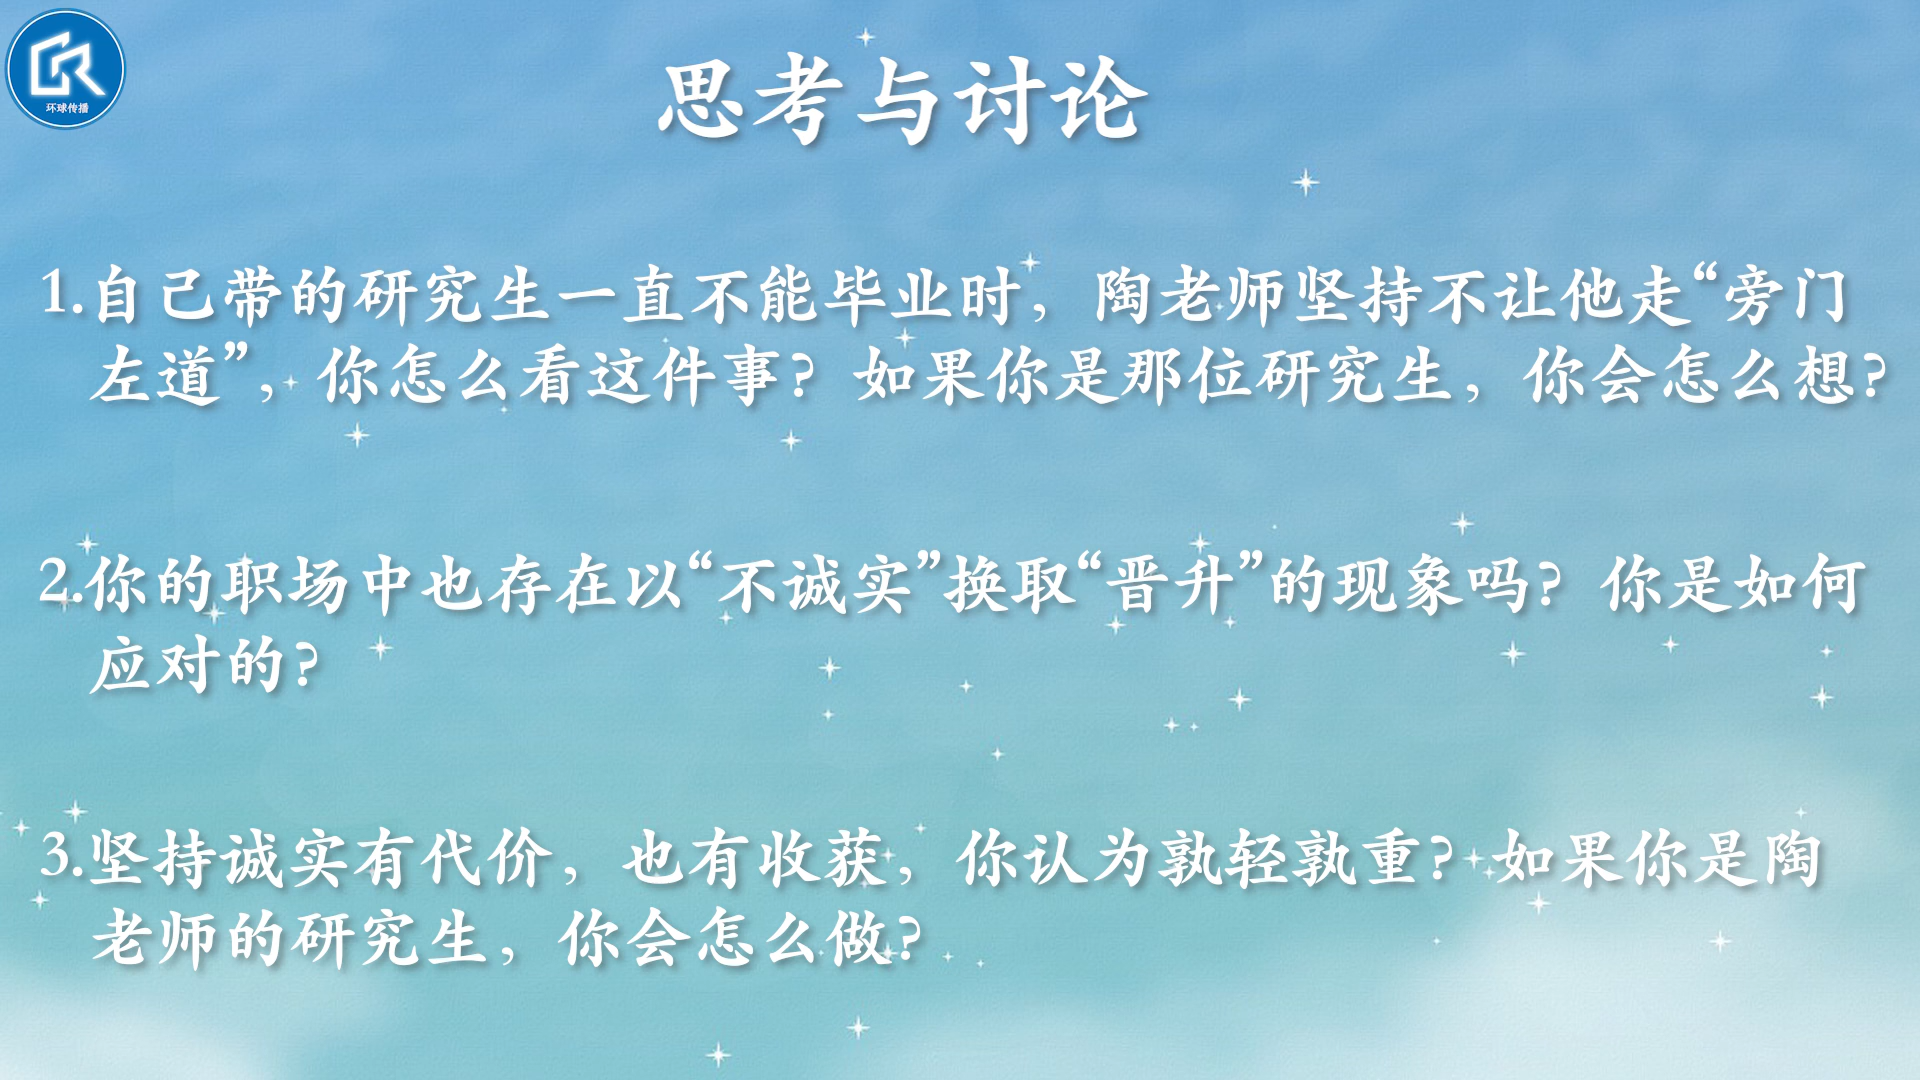 环球传播
思考与讨论
1.自己带的研究生一直不能毕业时，陶老师坚持不让他走“旁门
左道”，你怎么看这件事？如果你是那位研究生，你会怎么想？
2.你的职场中也存在以“不诚实”换取“晋升”的现象吗？你是如何
应对的？
3.坚持诚实有代价，也有收获，你认为孰轻孰重？如果你是陶
老师的研究生，你会怎么做？